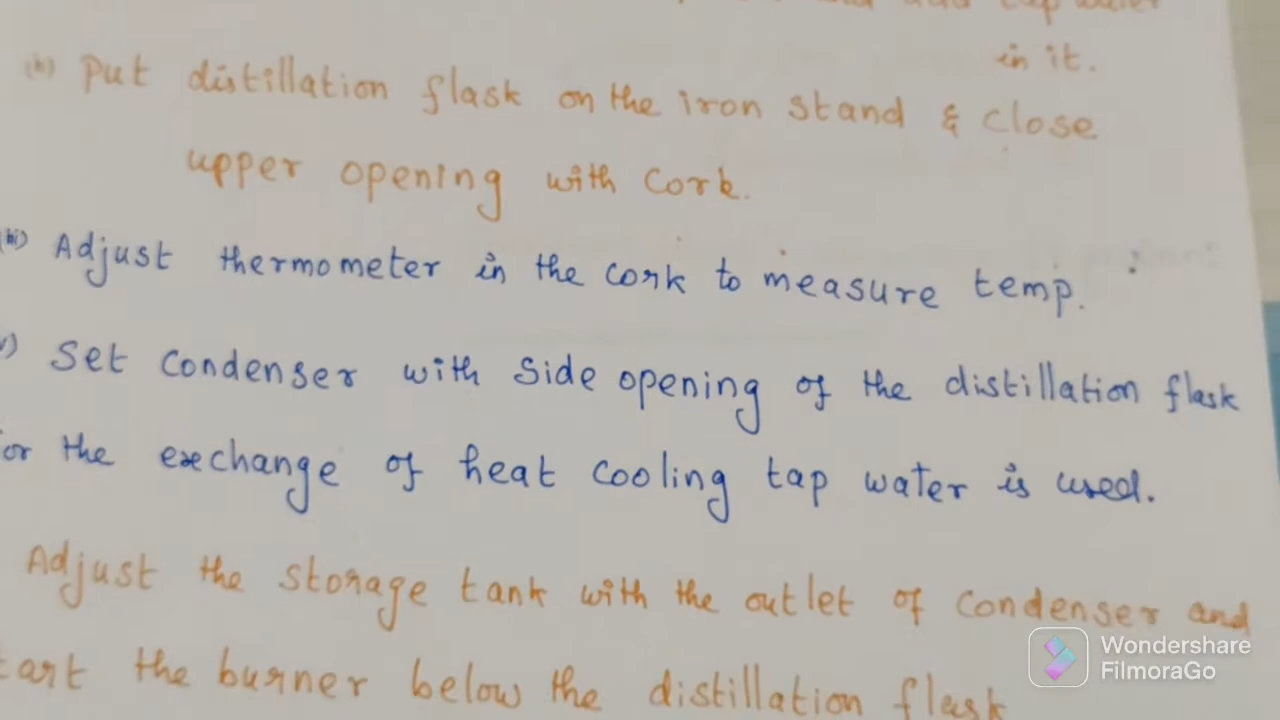 in it.
(ii) Put distillation flask on the iron stand & close
upper opening with Cork.
(iii) Adjust thermometer in the cork to measure temp.
Set Condenser with Side opening of the distillation flask
or the exchange of heat cooling tap water is used.
Adjust the storage tank with the outlet of condenser and
tart the burner below the distillation flask
Wondershare
FilmoraGo